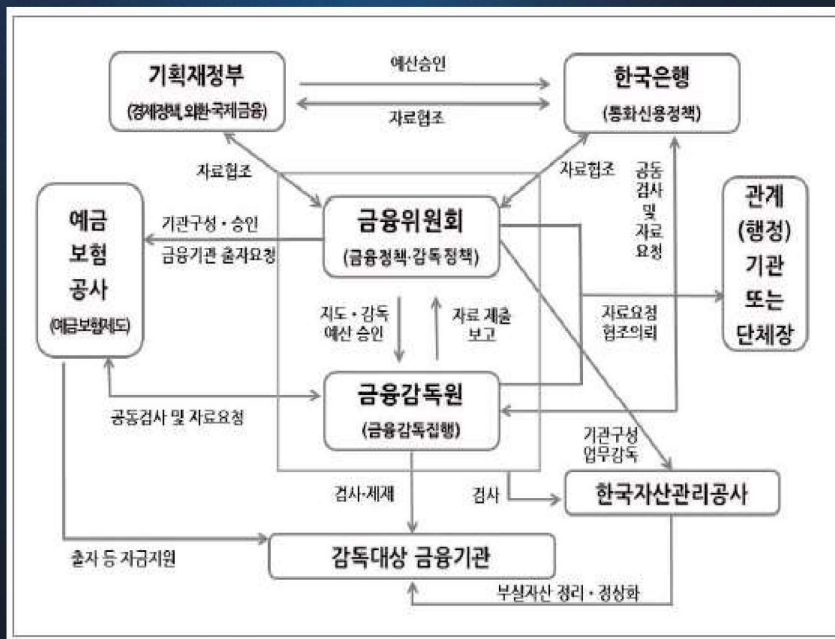 기획재정부
(경제정책, 외환·국제금융)
예산승인
자료협조
한국은행
(통화신용정책)
자료협조
자료협조
공동
검사
및
자료
요청
예금
보험
공사
(예금보험제도)
기관구성·승인
금융기관 출자요청
금융위원회
(금융정책·감독정책)
관계
(행정)
기관
또는
단체장
지도·감독
예산 승인
자료 제출
보고
자료요청
협조의뢰
금융감독원
(금융감독집행)
공동검사 및 자료요청
기관구성
업무감독
검사·제재
검사
한국자산관리공사
출자 등 자금지원
감독대상 금융기관
부실자산 정리·정상화